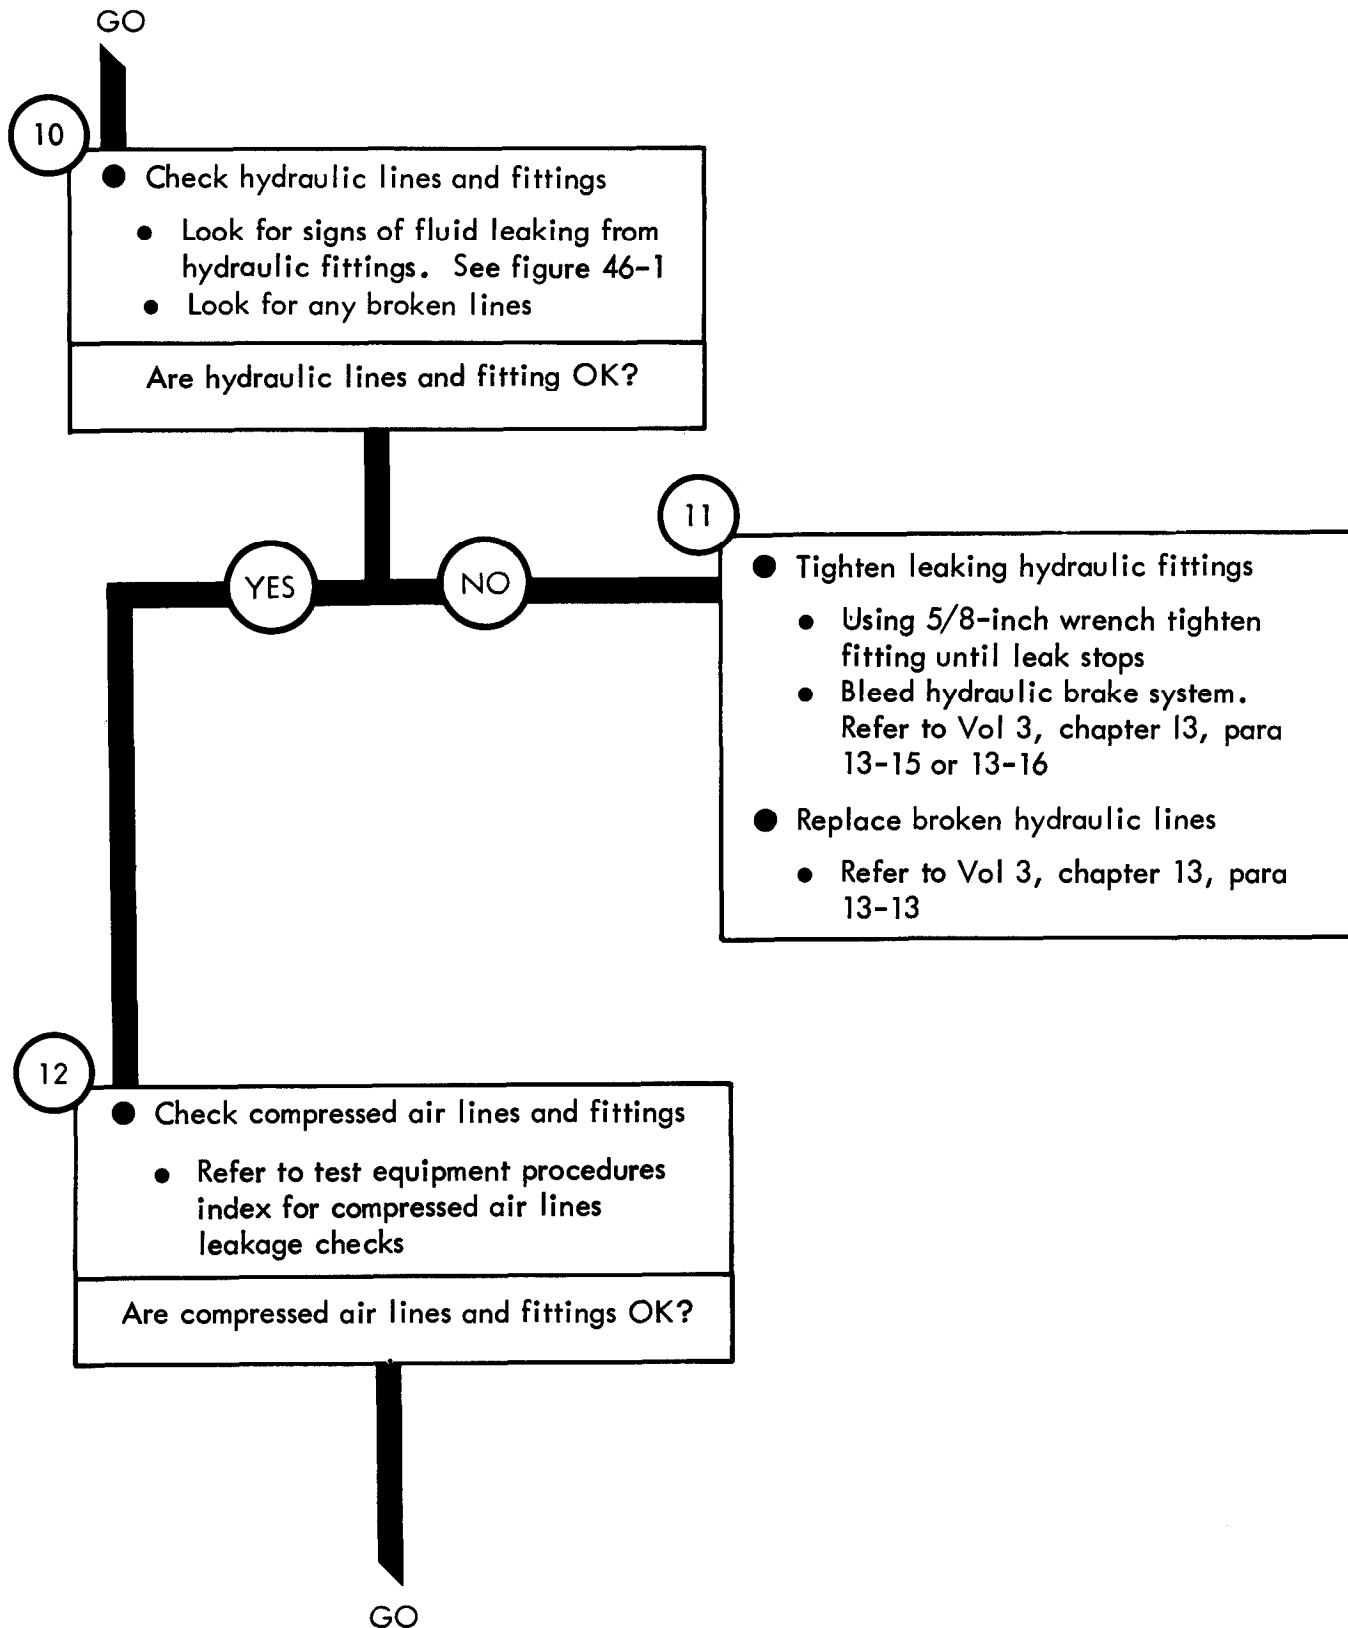 GO
10
● Check hydraulic lines and fittings
● Look for signs of fluid leaking from
hydraulic fittings. See figure 46-1
● Look for any broken lines
Are hydraulic lines and fitting OK?
YES
NO
11
● Tighten leaking hydraulic fittings
● Using 5/8-inch wrench tighten
fitting until leak stops
● Bleed hydraulic brake system.
Refer to Vol 3, chapter 13, para
13-15 or 13-16
● Replace broken hydraulic lines
● Refer to Vol 3, chapter 13, para
13-13
12
● Check compressed air lines and fittings
● Refer to test equipment procedures
index for compressed air lines
leakage checks
Are compressed air lines and fittings OK?
GO